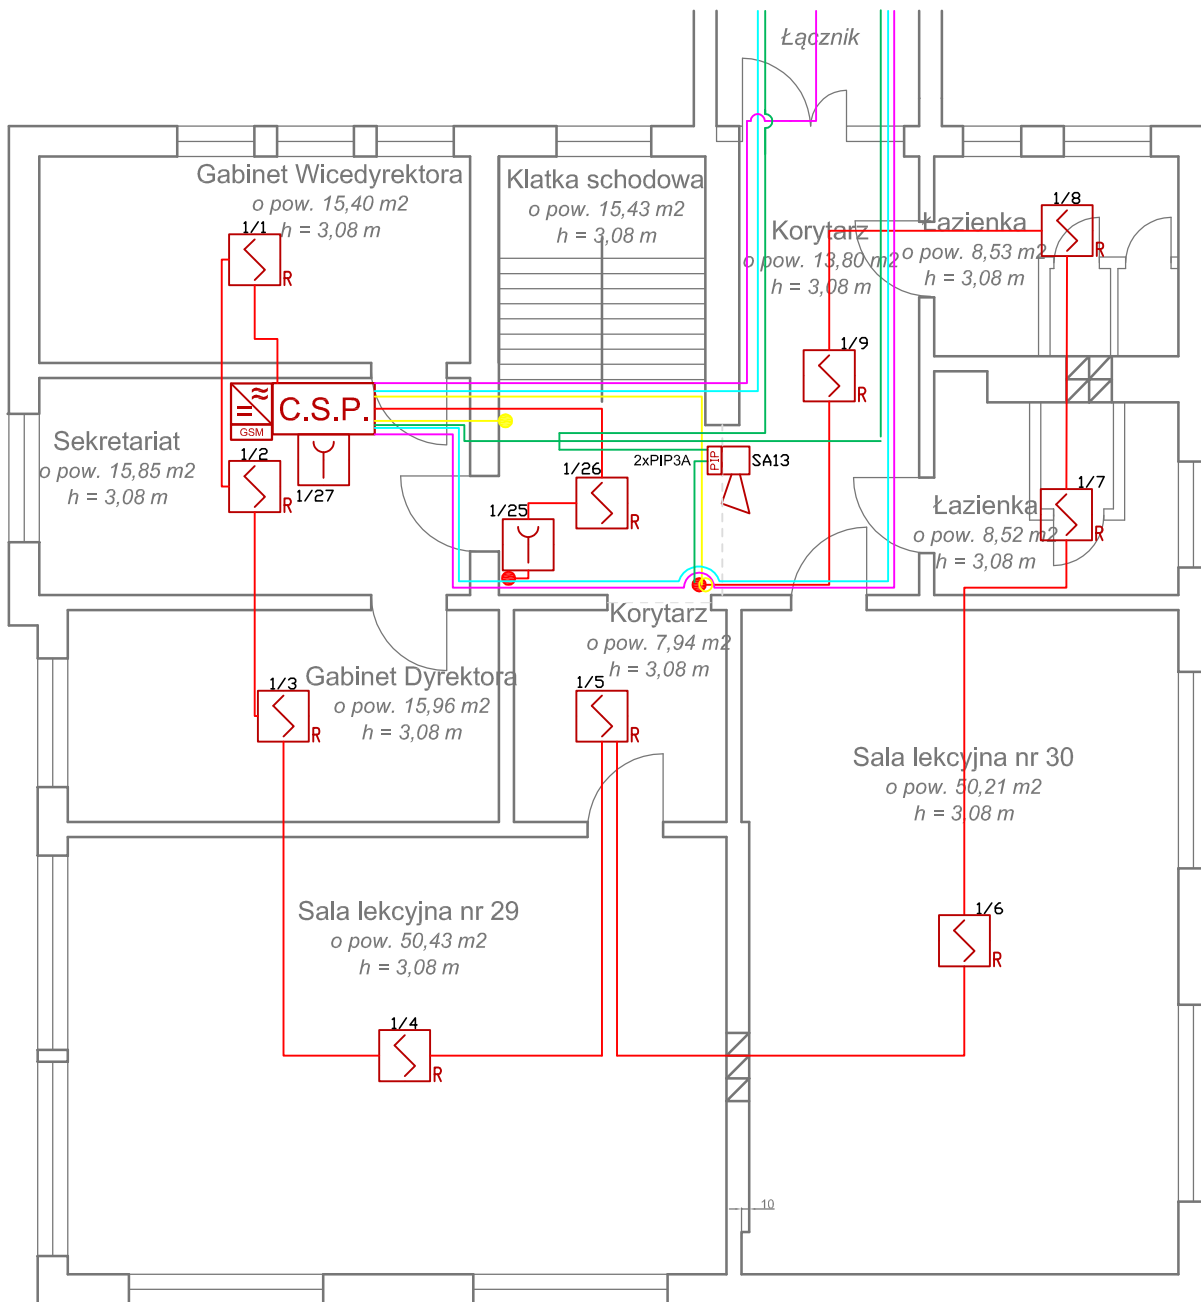 Łącznik
Gabinet Wicedyrektora
o pow. 15,40 m2
h = 3,08 m
1/1
R
Klatka schodowa
o pow. 15,43 m2
h = 3,08 m
Korytarz
o pow. 13,80 m2
h = 3,08 m
1/8
Łazienka
o pow. 8,53 m2
h = 3,08 m
R
1/9
R
C.S.P.
GSM
Sekretariat
o pow. 15,85 m2
h = 3,08 m
1/2
R
1/27
1/26
R
1/25
2xPIP3A
PIP
SA13
1/7
Łazienka
o pow. 8,52 m2
h = 3,08 m
R
Korytarz
o pow. 7,94 m2
h = 3,08 m
1/5
R
Gabinet Dyrektora
o pow. 15,96 m2
h = 3,08 m
1/3
R
Sala lekcyjna nr 30
o pow. 50,21 m2
h = 3,08 m
1/6
R
Sala lekcyjna nr 29
o pow. 50,43 m2
h = 3,08 m
1/4
R
10